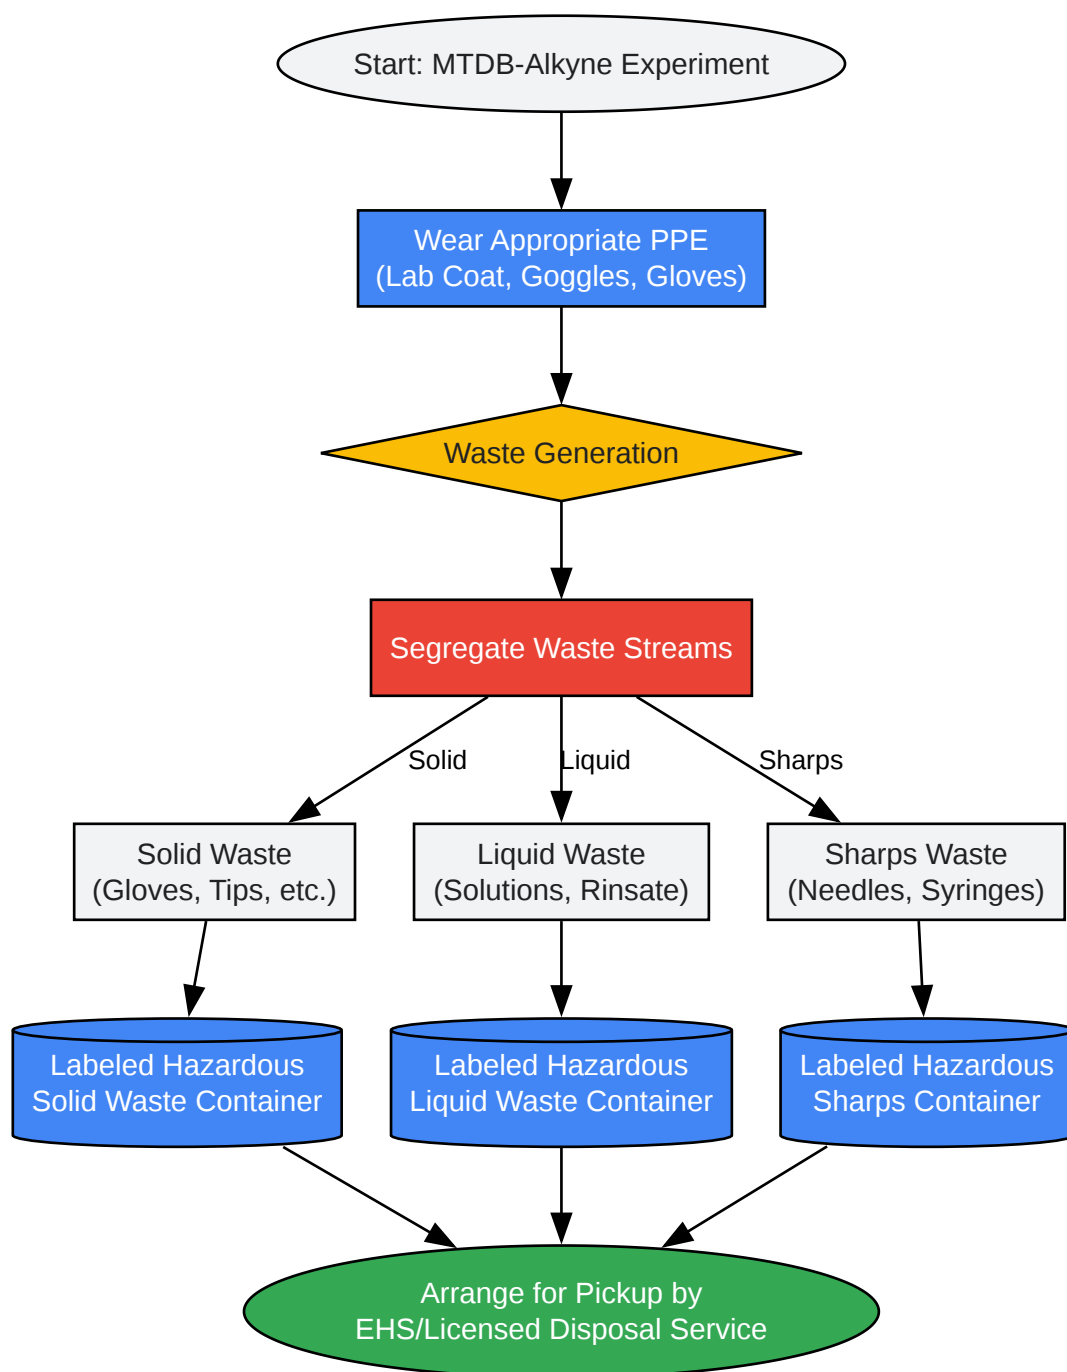 Start: MTDB-Alkyne Experiment
Wear Appropriate PPE
(Lab Coat, Goggles, Gloves)
Waste Generation
Segregate Waste Streams
Solid
Liquid
Sharps
Solid Waste
(Gloves, Tips, etc.)
Liquid Waste
(Solutions, Rinsate)
Sharps Waste
(Needles, Syringes)
Labeled Hazardous
Solid Waste Container
Labeled Hazardous
Liquid Waste Container
Labeled Hazardous
Sharps Container
Arrange for Pickup by
EHS/Licensed Disposal Service